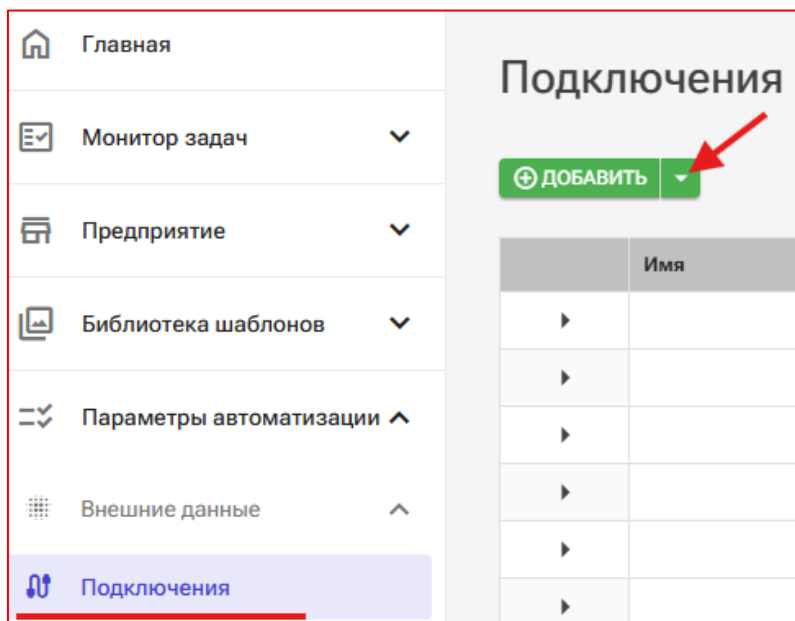 Главная
Монитор задач
Предприятие
Библиотека шаблонов
Параметры автоматизации
Внешние данные
Подключения
Подключения
ДОБАВИТЬ
Имя